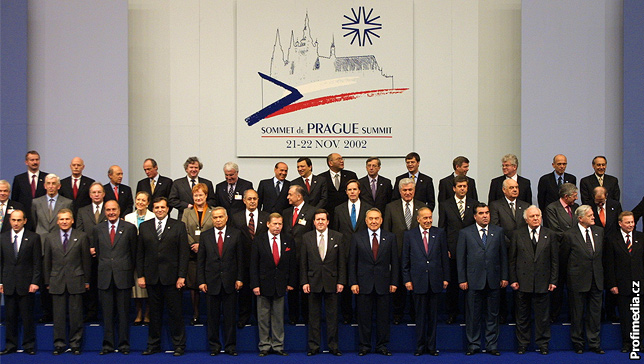 SOMMET de PRAGUE SUMMIT
21-22 NOV 2002
Profimedia.cz